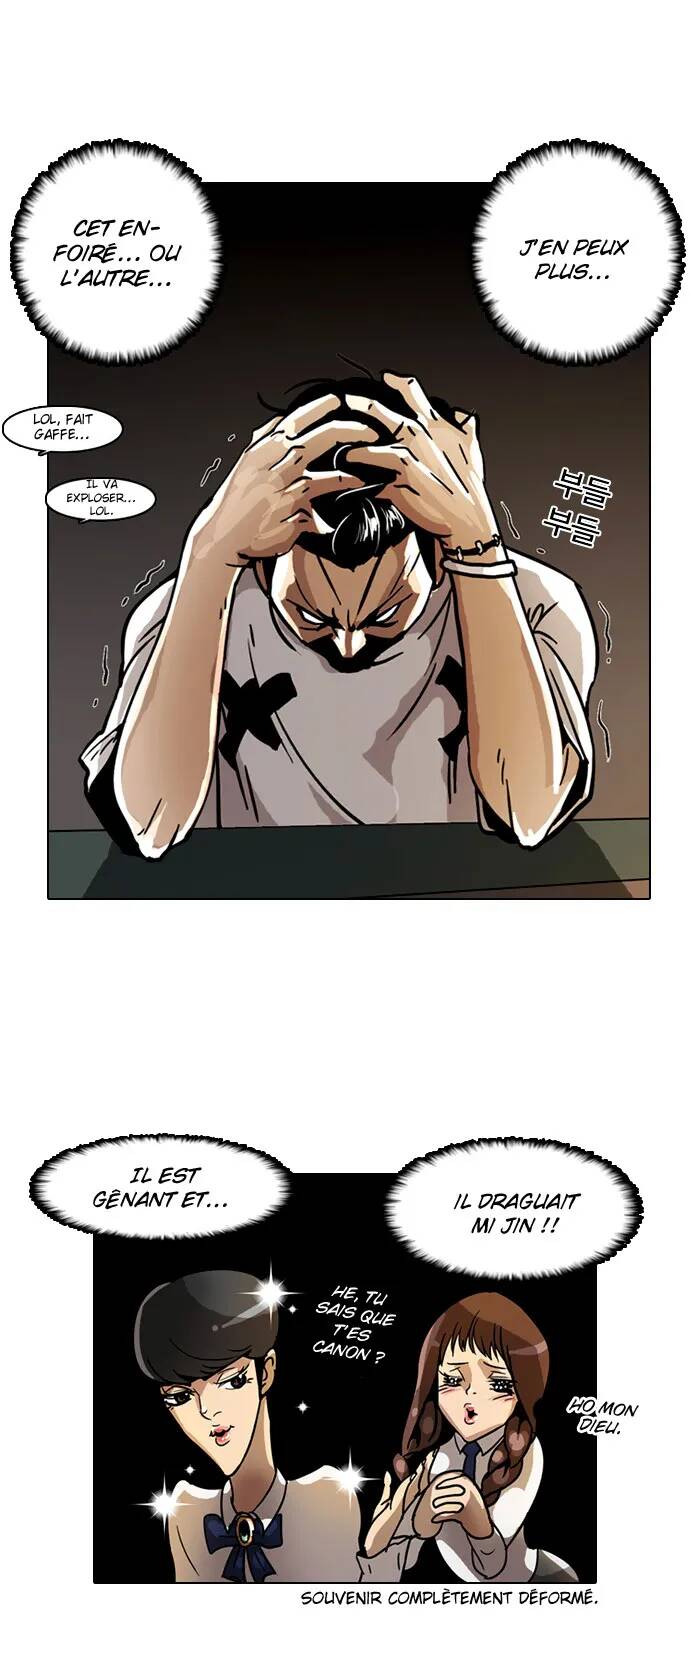 CET EN-
FOIRÉ... OU
L'AUTRE...
J'EN PEUX
PLUS...
LOL, FAIT
GAFFE...
IL VA
EXPLOSER...
LOL.
부들
부들
IL EST
GÊNANT ET...
IL DRAGUAIT
MI JIN !!
HE, TU
SAIS QUE
T'ES
CANON ?
HO MON
DIEU.
SOUVENIR COMPLÈTEMENT DÉFORMÉ.